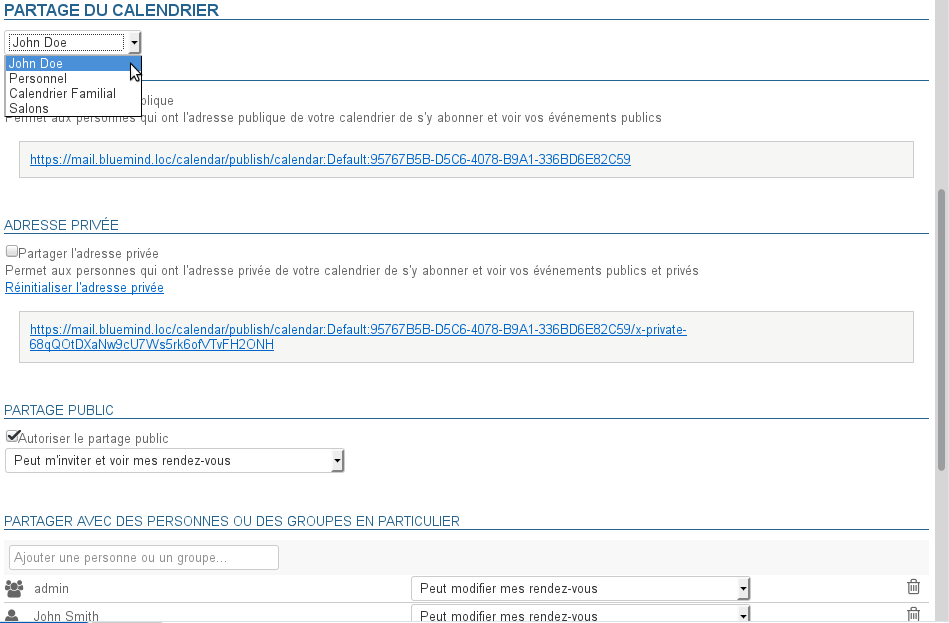 PARTAGE DU CALENDRIER
John Doe
John Doe
Personnel
Calendrier Familial
Salons
blique
Permet aux personnes qui ont l'adresse publique de votre calendrier de s'y abonner et voir vos événements publics
https://mail.bluemind.loc/calendar/publish/calendar:Default:95767B5B-D5C6-4078-B9A1-336BD6E82C59
ADRESSE PRIVÉE
Partager l'adresse privée
Permet aux personnes qui ont l'adresse privée de votre calendrier de s'y abonner et voir vos événements publics et privés
Réinitialiser l'adresse privée
https://mail.bluemind.loc/calendar/publish/calendar:Default:95767B5B-D5C6-4078-B9A1-336BD6E82C59/x-private-
68qQOtDXaNw9cU7Ws5rk6ofVTvFH2ONH
PARTAGE PUBLIC
Autoriser le partage public
Peut m'inviter et voir mes rendez-vous
PARTAGER AVEC DES PERSONNES OU DES GROUPES EN PARTICULIER
Ajouter une personne ou un groupe...
admin Peut modifier mes rendez-vous
John Smith Peut modifier mes rendez-vous